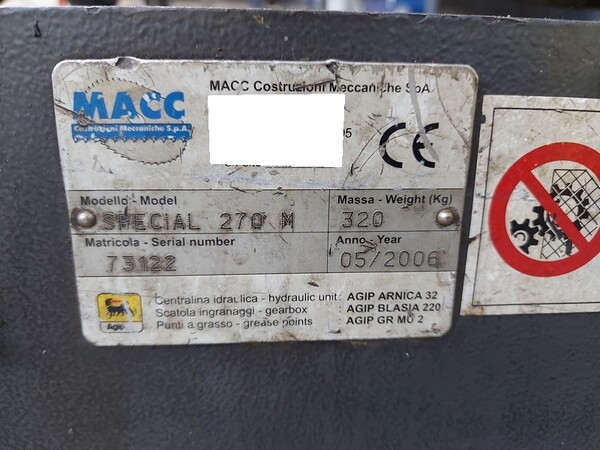 MACC
Costruzioni Meccaniche S.p.A.
MACC Costruzioni Meccaniche SpA
95
CE
Modello - Model
SPECIAL 270 M
Massa - Weight (Kg)
320
Matricola - Serial number
73122
Anno - Year
05/2006
Agip
Centralina idraulica - hydraulic unit: AGIP ARNICA 32
Scatola ingranaggi - gearbox : AGIP BLASIA 220
Punti a grasso - grease points : AGIP GR MU 2